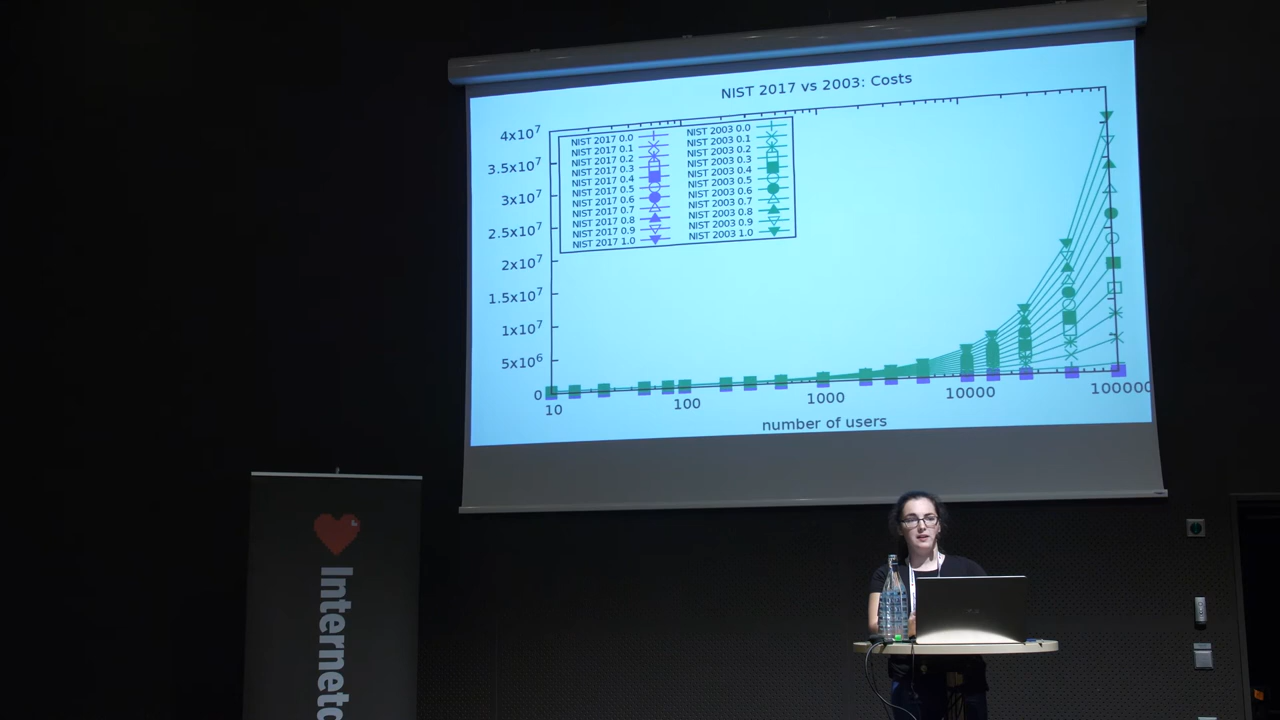 NIST 2017 vs 2003: Costs
4x10⁷
3.5x10⁷
3x10⁷
2.5x10⁷
2x10⁷
1.5x10⁷
1x10⁷
5x10⁶
0
NIST 2017 0.0
NIST 2017 0.1
NIST 2017 0.2
NIST 2017 0.3
NIST 2017 0.4
NIST 2017 0.5
NIST 2017 0.6
NIST 2017 0.7
NIST 2017 0.8
NIST 2017 0.9
NIST 2017 1.0
NIST 2003 0.0
NIST 2003 0.1
NIST 2003 0.2
NIST 2003 0.3
NIST 2003 0.4
NIST 2003 0.5
NIST 2003 0.6
NIST 2003 0.7
NIST 2003 0.8
NIST 2003 0.9
NIST 2003 1.0
10 100 1000 10000 100000
number of users